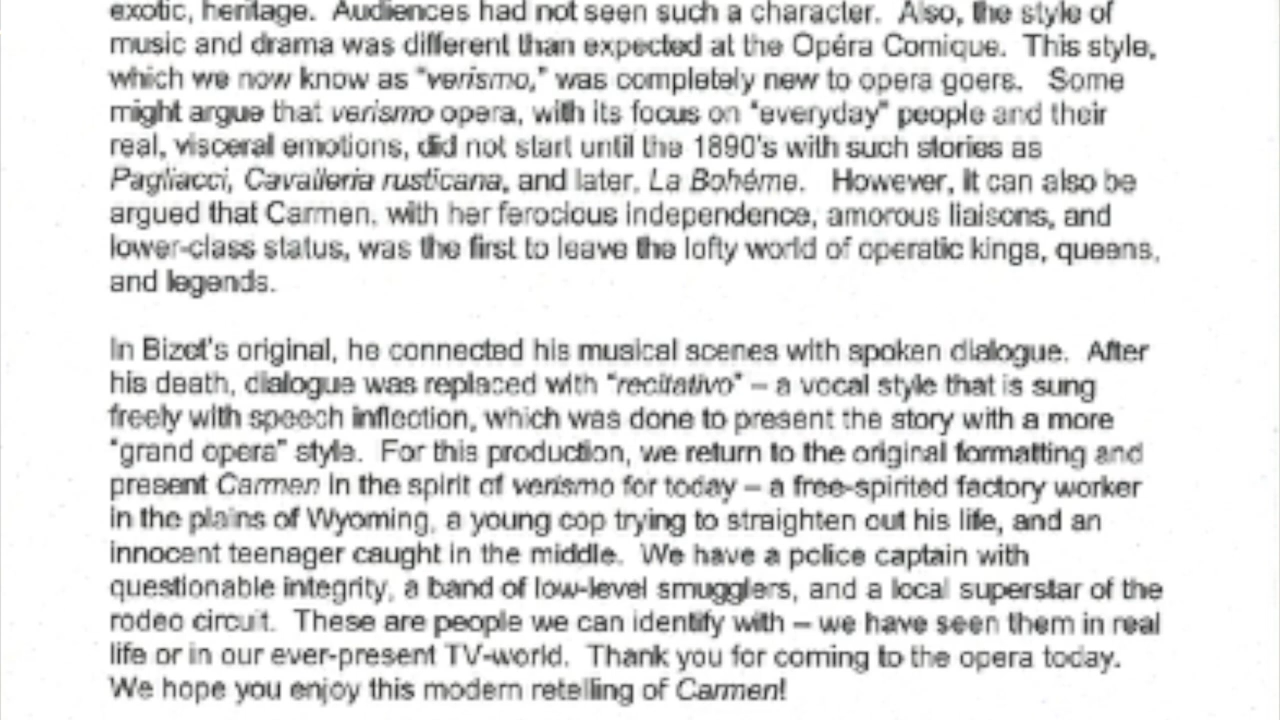 exotic, heritage.  Audiences had not seen such a character.  Also, the style of
music and drama was different than expected at the Opéra Comique.  This style,
which we now know as "verismo," was completely new to opera goers.   Some
might argue that verismo opera, with its focus on "everyday" people and their
real, visceral emotions, did not start until the 1890's with such stories as
Pagliacci, Cavalleria rusticana, and later, La Bohéme.   However, it can also be
argued that Carmen, with her ferocious independence, amorous liaisons, and
lower-class status, was the first to leave the lofty world of operatic kings, queens,
and legends.
In Bizet's original, he connected his musical scenes with spoken dialogue.  After
his death, dialogue was replaced with "recitativo" – a vocal style that is sung
freely with speech inflection, which was done to present the story with a more
"grand opera" style.  For this production, we return to the original formatting and
present Carmen in the spirit of verismo for today – a free-spirited factory worker
in the plains of Wyoming, a young cop trying to straighten out his life, and an
innocent teenager caught in the middle.  We have a police captain with
questionable integrity, a band of low-level smugglers, and a local superstar of the
rodeo circuit.  These are people we can identify with – we have seen them in real
life or in our ever-present TV-world.  Thank you for coming to the opera today.
We hope you enjoy this modern retelling of Carmen!